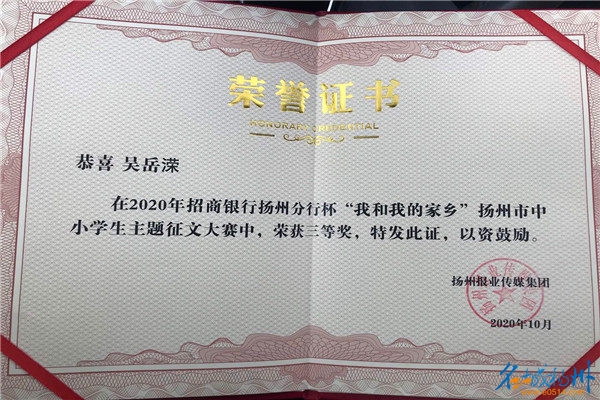 荣誉证书
HONORARY CREDENTIAL
恭喜 吴岳溁
在2020年招商银行扬州分行杯“我和我的家乡”扬州市中
小学生主题征文大赛中，荣获三等奖，特发此证，以资鼓励。
扬州报业传媒集团
2020年10月